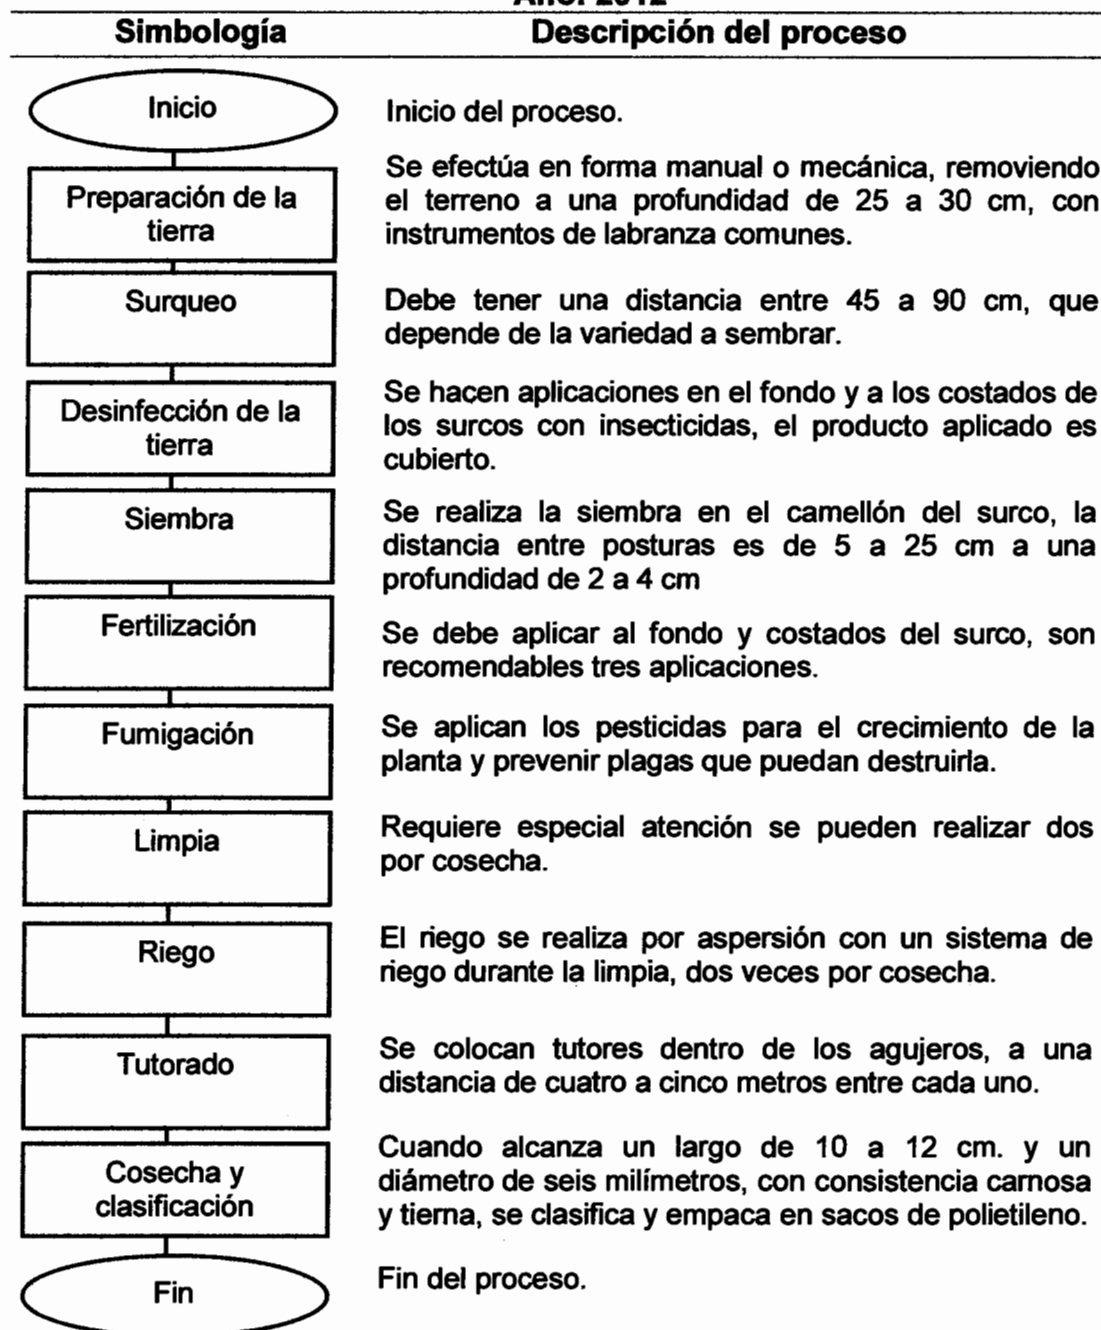 Simbología Descripción del proceso
Inicio
Inicio del proceso.
Preparación de la
tierra
Se efectúa en forma manual o mecánica, removiendo
el terreno a una profundidad de 25 a 30 cm, con
instrumentos de labranza comunes.
Surqueo
Debe tener una distancia entre 45 a 90 cm, que
depende de la variedad a sembrar.
Desinfección de la
tierra
Se hacen aplicaciones en el fondo y a los costados de
los surcos con insecticidas, el producto aplicado es
cubierto.
Siembra
Se realiza la siembra en el camellón del surco, la
distancia entre posturas es de 5 a 25 cm a una
profundidad de 2 a 4 cm
Fertilización
Se debe aplicar al fondo y costados del surco, son
recomendables tres aplicaciones.
Fumigación
Se aplican los pesticidas para el crecimiento de la
planta y prevenir plagas que puedan destruirla.
Limpia
Requiere especial atención se pueden realizar dos
por cosecha.
Riego
El riego se realiza por aspersión con un sistema de
riego durante la limpia, dos veces por cosecha.
Tutorado
Se colocan tutores dentro de los agujeros, a una
distancia de cuatro a cinco metros entre cada uno.
Cosecha y
clasificación
Cuando alcanza un largo de 10 a 12 cm. y un
diámetro de seis milímetros, con consistencia carnosa
y tierna, se clasifica y empaca en sacos de polietileno.
Fin
Fin del proceso.